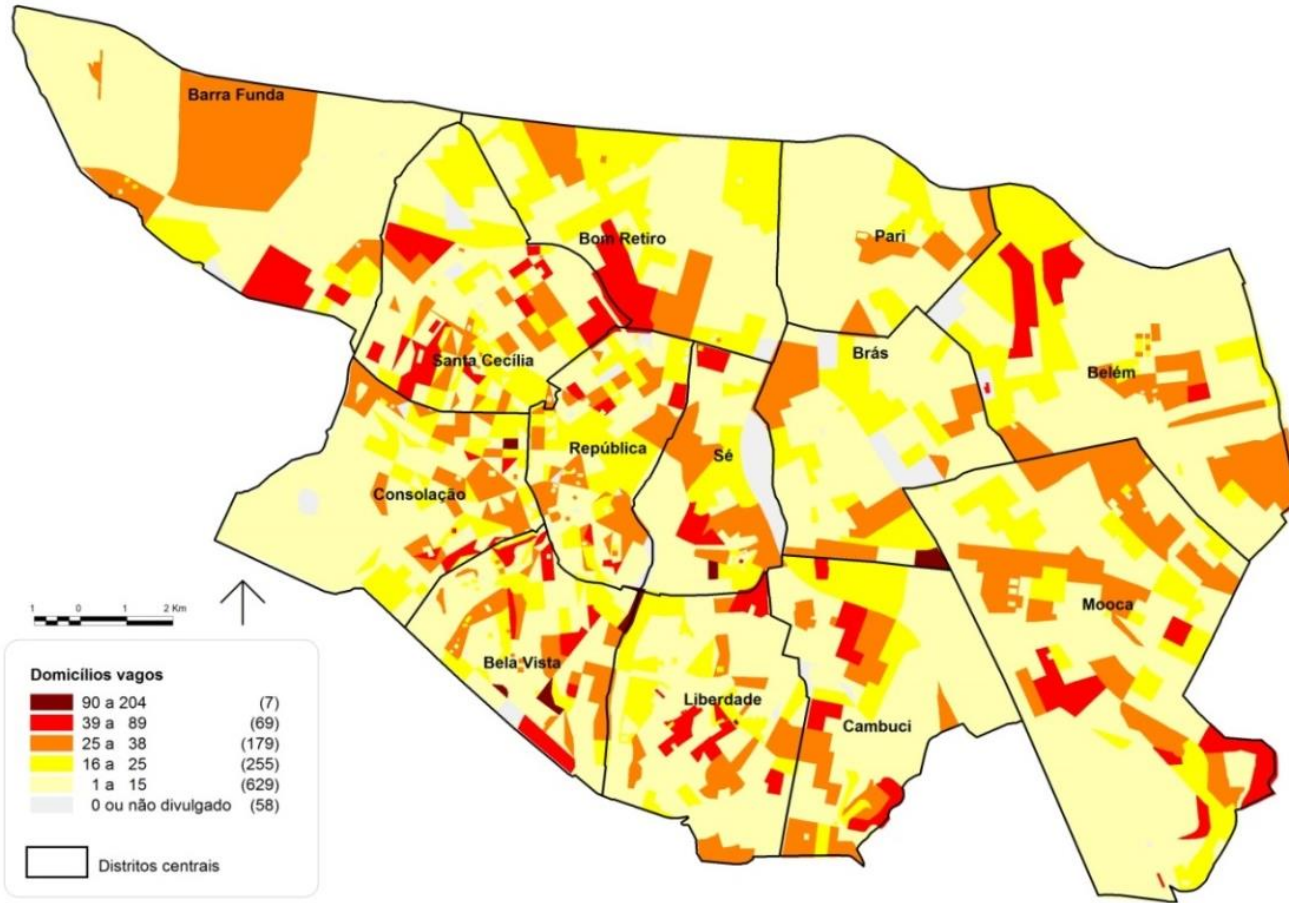 Barra Funda
Bom Retiro
Pari
Santa Cecília
Brás
Belém
República
Sé
Consolação
Mooca
Bela Vista
Liberdade
Cambuci
1 0 1 2 Km
Domicílios vagos
90 a 204 (7)
39 a 89 (69)
25 a 38 (179)
16 a 25 (255)
1 a 15 (629)
0 ou não divulgado (58)
Distritos centrais